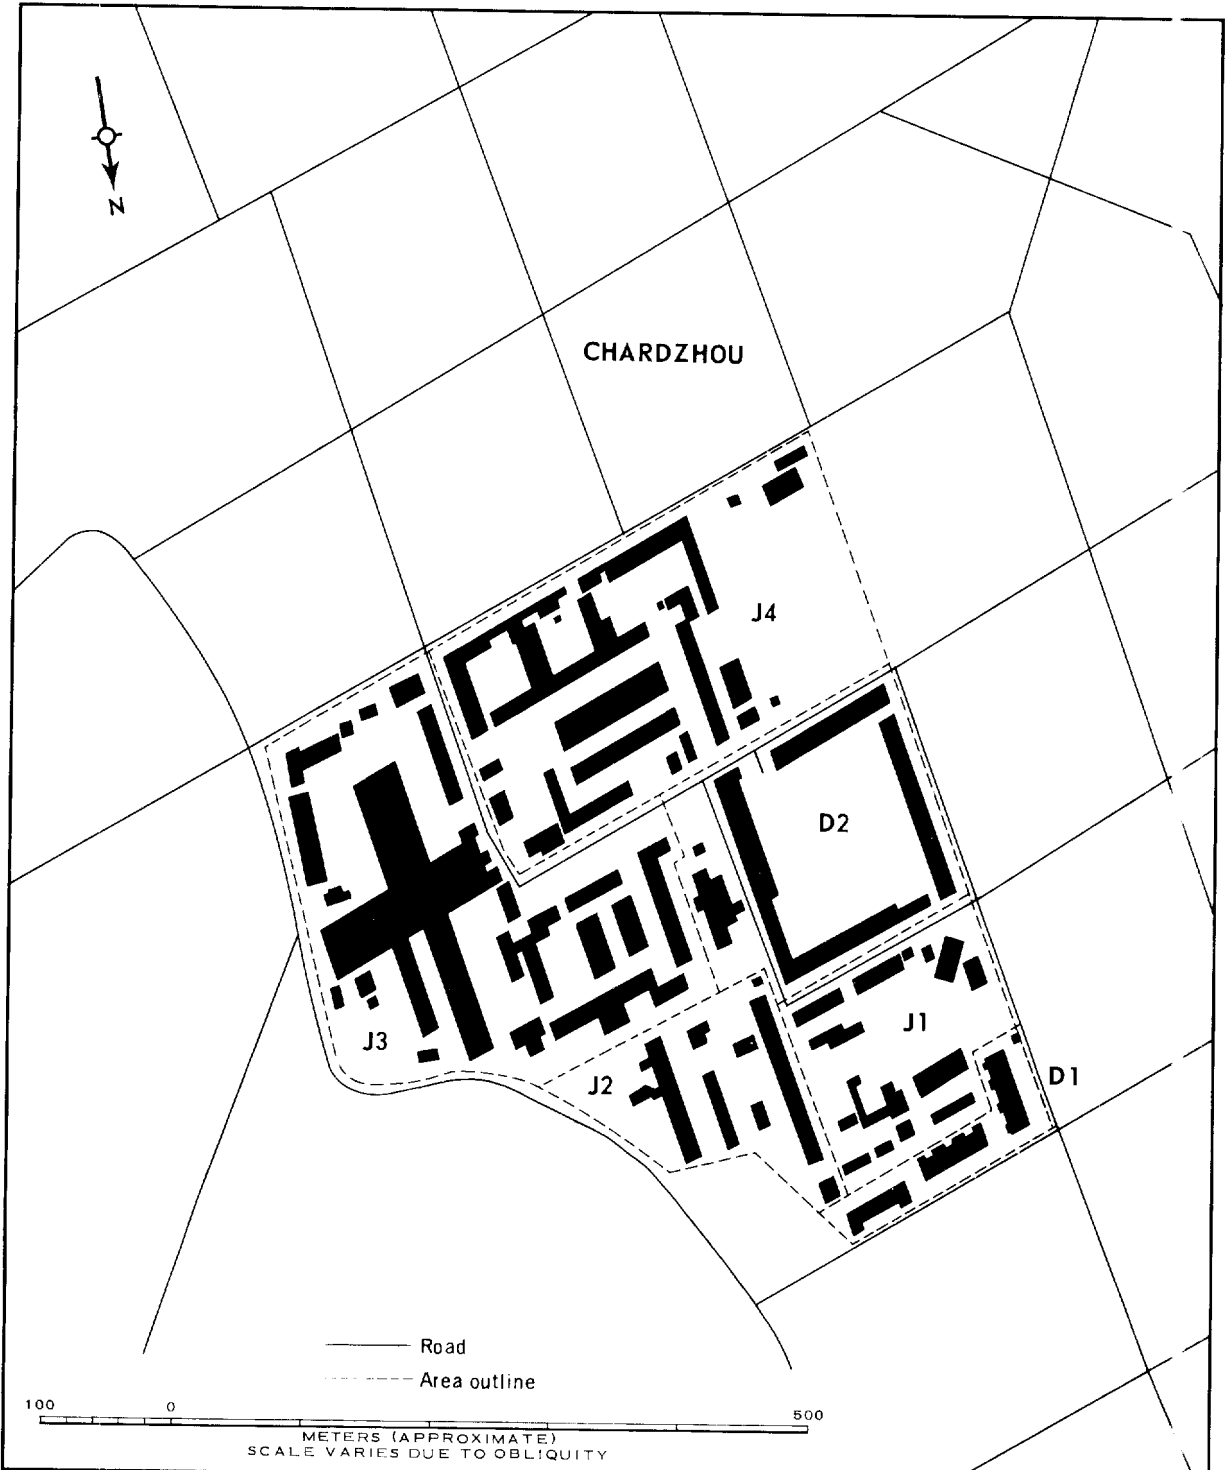 N
CHARDZHOU
J4
D2
J3
J1
J2
D1
Road
Area outline
100 0 500
METERS (APPROXIMATE)
SCALE VARIES DUE TO OBLIQUITY